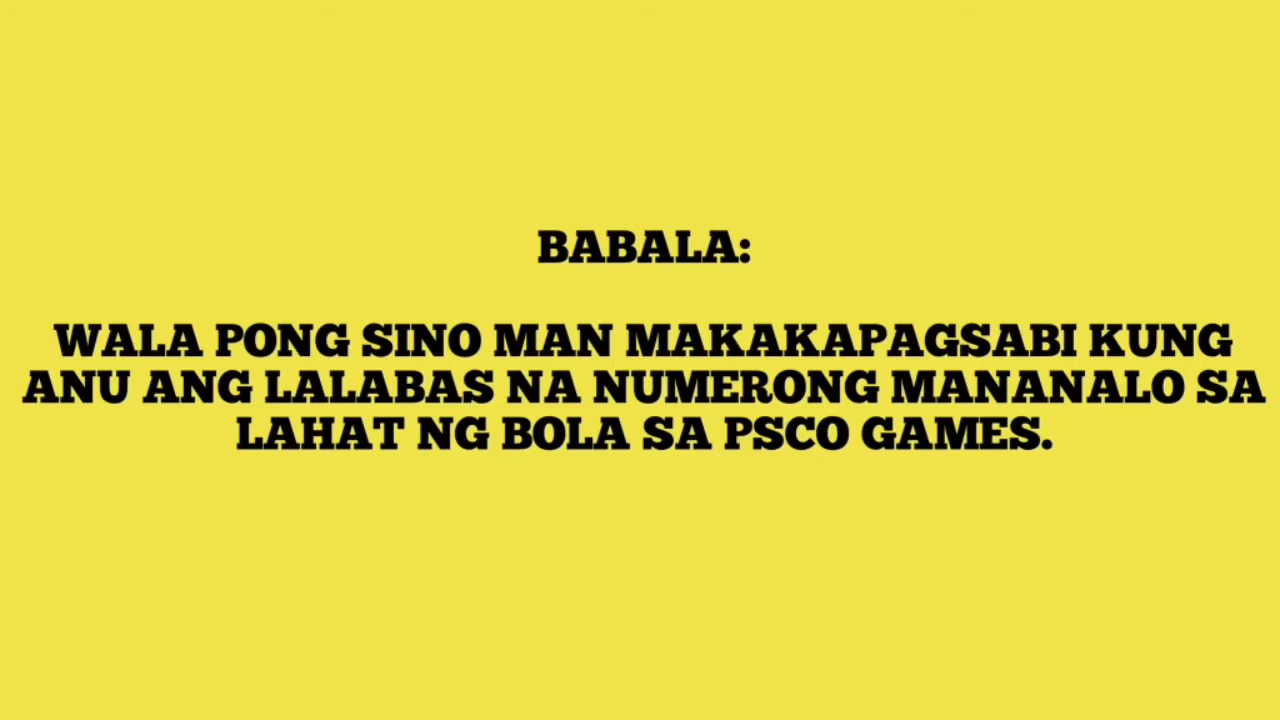 BABALA:
WALA PONG SINO MAN MAKAKAPAGSABI KUNG
ANU ANG LALABAS NA NUMERONG MANANALO SA
LAHAT NG BOLA SA PSCO GAMES.